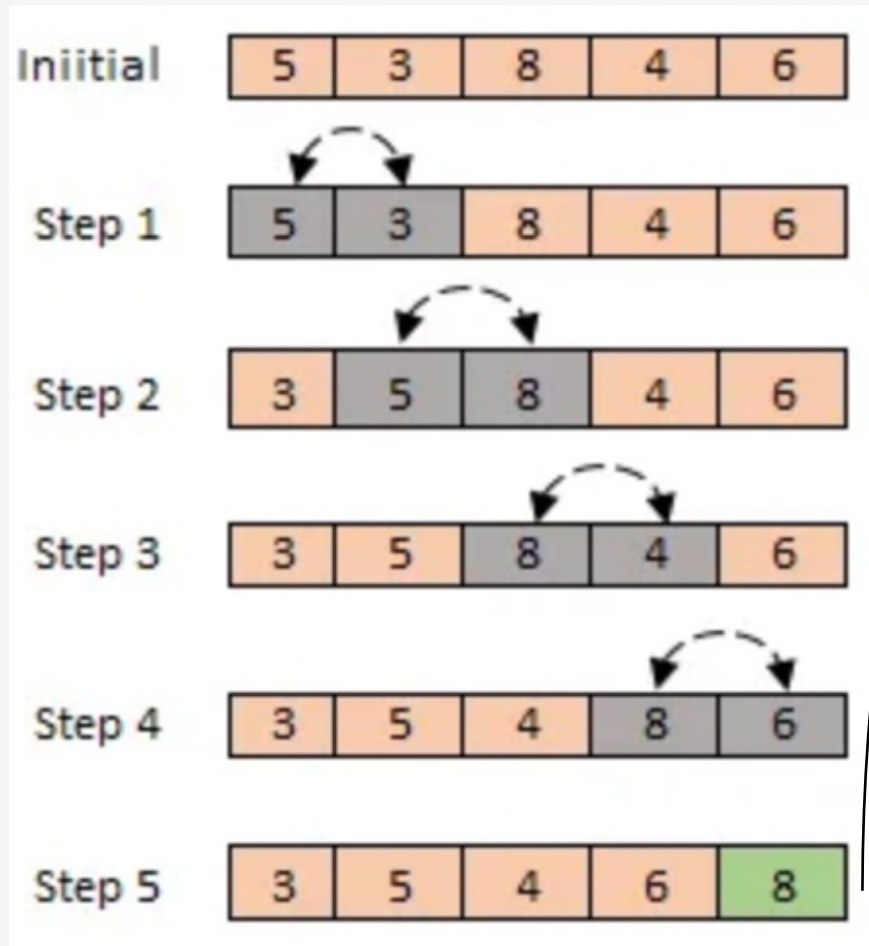 Iniitial 5 3 8 4 6
Step 1 5 3 8 4 6
Step 2 3 5 8 4 6
Step 3 3 5 8 4 6
Step 4 3 5 4 8 6
Step 5 3 5 4 6 8